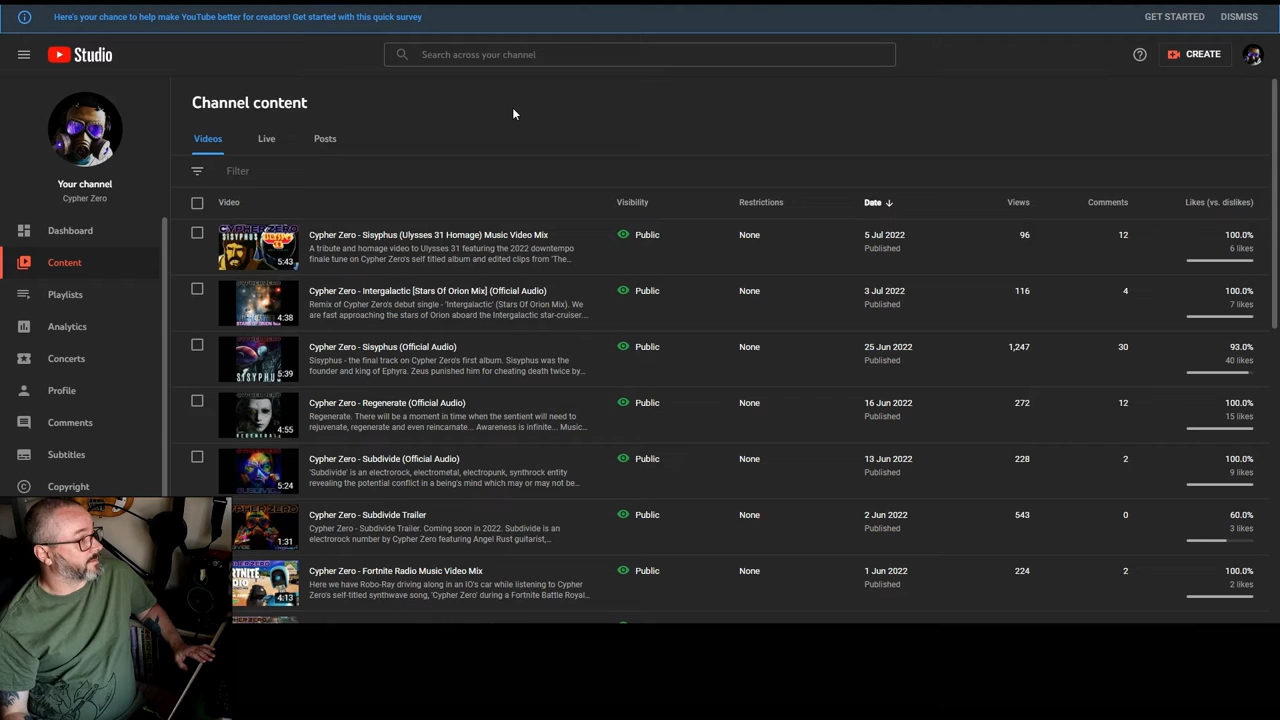 Here's your chance to help make YouTube better for creators! Get started with this quick survey
GET STARTED
DISMISS
Studio
Search across your channel
CREATE
Channel content
Videos
Live
Posts
Filter
Your channel
Cypher Zero
Dashboard
Content
Playlists
Analytics
Concerts
Profile
Comments
Subtitles
Copyright
Video
Visibility
Restrictions
Date
Views
Comments
Likes (vs. dislikes)
CYPHERZERO
SISYPHUS
5:43
Cypher Zero - Sisyphus (Ulysses 31 Homage) Music Video Mix
A tribute and homage video to Ulysses 31 featuring the 2022 downtempo
finale tune on Cypher Zero's self titled album and edited clips from 'The...
Public
None
5 Jul 2022
Published
96
12
100.0%
6 likes
4:38
Cypher Zero - Intergalactic [Stars Of Orion Mix] (Official Audio)
Remix of Cypher Zero's debut single - 'Intergalactic' (Stars Of Orion Mix). We
are fast approaching the stars of Orion aboard the Intergalactic star-cruiser...
Public
None
3 Jul 2022
Published
116
4
100.0%
7 likes
SISYPHUS
5:39
Cypher Zero - Sisyphus (Official Audio)
Sisyphus - the final track on Cypher Zero's first album. Sisyphus was the
founder and king of Ephyra. Zeus punished him for cheating death twice by...
Public
None
25 Jun 2022
Published
1,247
30
93.0%
40 likes
REGENERATE
4:55
Cypher Zero - Regenerate (Official Audio)
Regenerate. There will be a moment in time when the sentient will need to
rejuvenate, regenerate and even reincarnate... Awareness is infinite... Music...
Public
None
16 Jun 2022
Published
272
12
100.0%
15 likes
SUBDIVIDE
5:24
Cypher Zero - Subdivide (Official Audio)
'Subdivide' is an electrorock, electrometal, electropunk, synthrock entity
revealing the potential conflict in a being's mind which may or may not be...
Public
None
13 Jun 2022
Published
228
2
100.0%
9 likes
1:31
Cypher Zero - Subdivide Trailer
Cypher Zero - Subdivide Trailer. Coming soon in 2022. Subdivide is an
electrorock number by Cypher Zero featuring Angel Rust guitarist,...
Public
None
2 Jun 2022
Published
543
0
60.0%
3 likes
4:13
Cypher Zero - Fortnite Radio Music Video Mix
Here we have Robo-Ray driving along in an IO's car while listening to Cypher
Zero's self-titled synthwave song, 'Cypher Zero' during a Fortnite Battle Royal...
Public
None
1 Jun 2022
Published
224
2
100.0%
2 likes